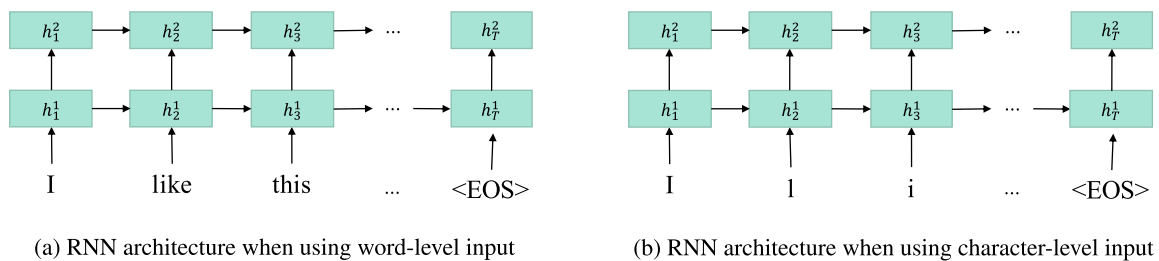 h_1^2 h_2^2 h_3^2 ... h_T^2 h_1^2 h_2^2 h_3^2 ... h_T^2
h_1^1 h_2^1 h_3^1 ... h_T^1 h_1^1 h_2^1 h_3^1 ... h_T^1
I like this ... <EOS> I l i ... <EOS>
(a) RNN architecture when using word-level input (b) RNN architecture when using character-level input